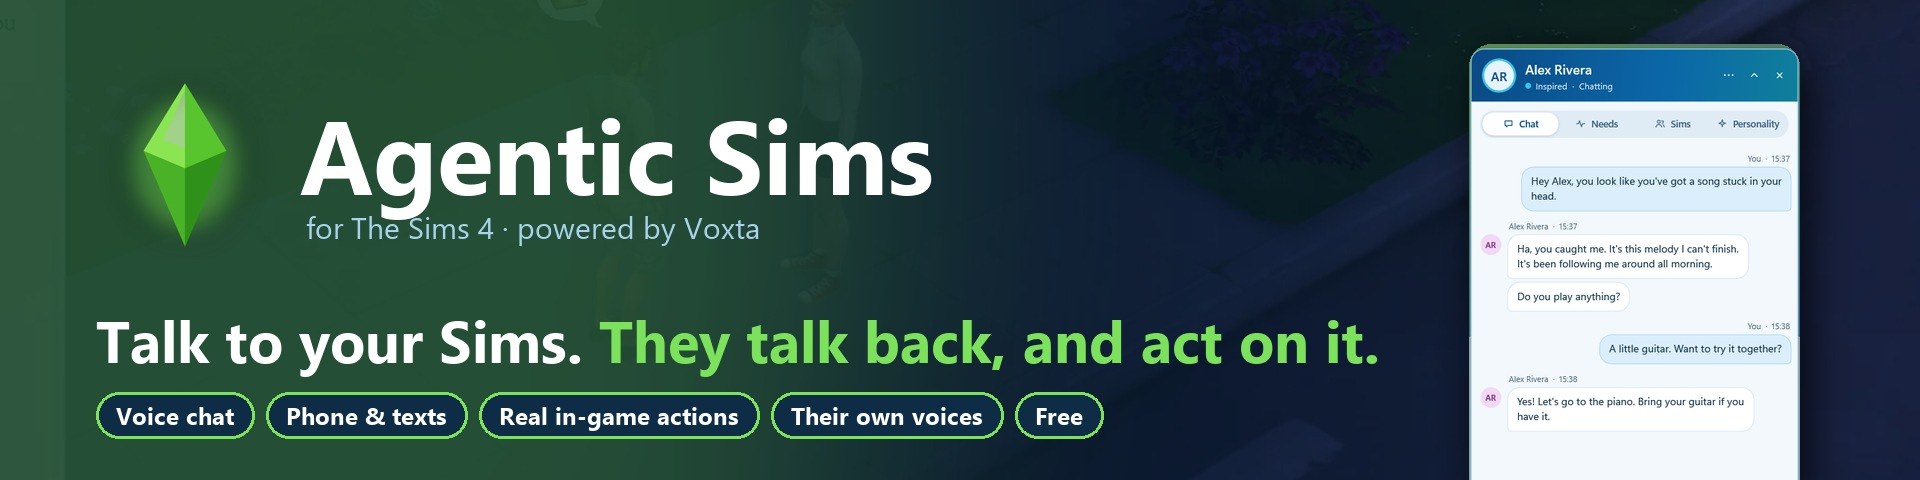 Agentic Sims
for The Sims 4 · powered by Voxta
Talk to your Sims. They talk back, and act on it.
Voice chat
Phone & texts
Real in-game actions
Their own voices
Free
AR
Alex Rivera
Inspired · Chatting
Chat
Needs
Sims
Personality
You · 15:37
Hey Alex, you look like you've got a song stuck in your
head.
Alex Rivera · 15:37
AR
Ha, you caught me. It's this melody I can't finish.
It's been following me around all morning.
Do you play anything?
You · 15:38
A little guitar. Want to try it together?
Alex Rivera · 15:38
AR
Yes! Let's go to the piano. Bring your guitar if you
have it.